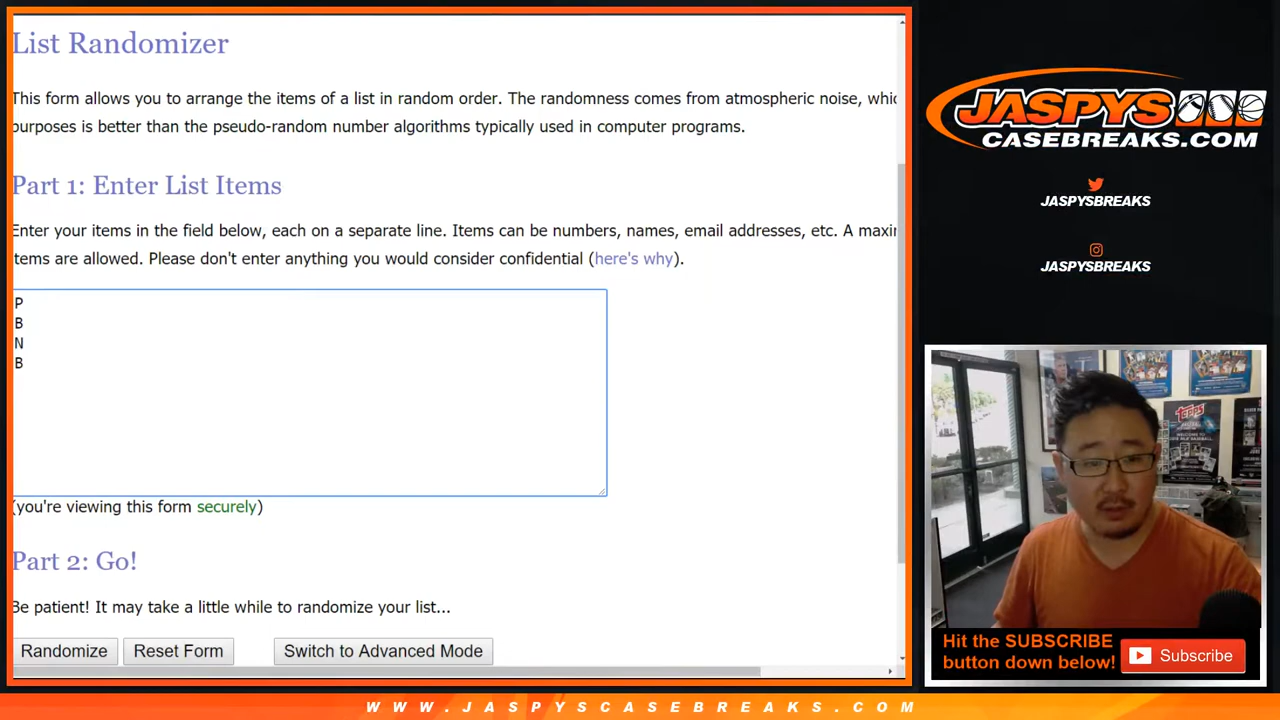 List Randomizer
This form allows you to arrange the items of a list in random order. The randomness comes from atmospheric noise, whic
purposes is better than the pseudo-random number algorithms typically used in computer programs.
Part 1: Enter List Items
Enter your items in the field below, each on a separate line. Items can be numbers, names, email addresses, etc. A maxi
items are allowed. Please don't enter anything you would consider confidential (here's why).
P
B
N
B
(you're viewing this form securely)
Part 2: Go!
Be patient! It may take a little while to randomize your list...
Randomize Reset Form Switch to Advanced Mode
JASPYS
CASEBREAKS.COM
JASPYSBREAKS
JASPYSBREAKS
TOPPS
Hit the SUBSCRIBE
button down below!
Subscribe
WWW.JASPYSCASEBREAKS.COM